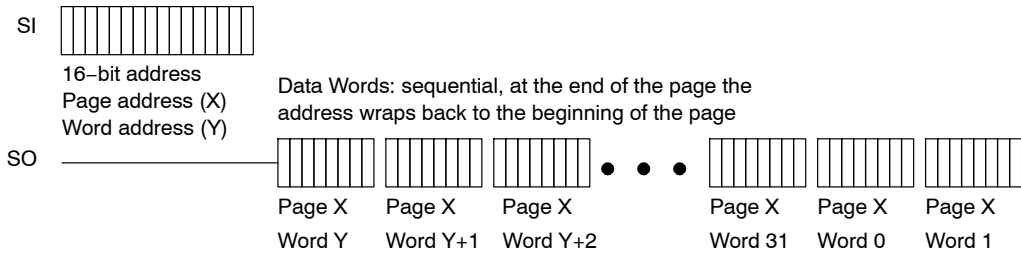 SI
16−bit address
Page address (X)
Word address (Y)
Data Words: sequential, at the end of the page the
address wraps back to the beginning of the page
SO
Page X Page X Page X Page X Page X Page X
Word Y Word Y+1 Word Y+2 Word 31 Word 0 Word 1